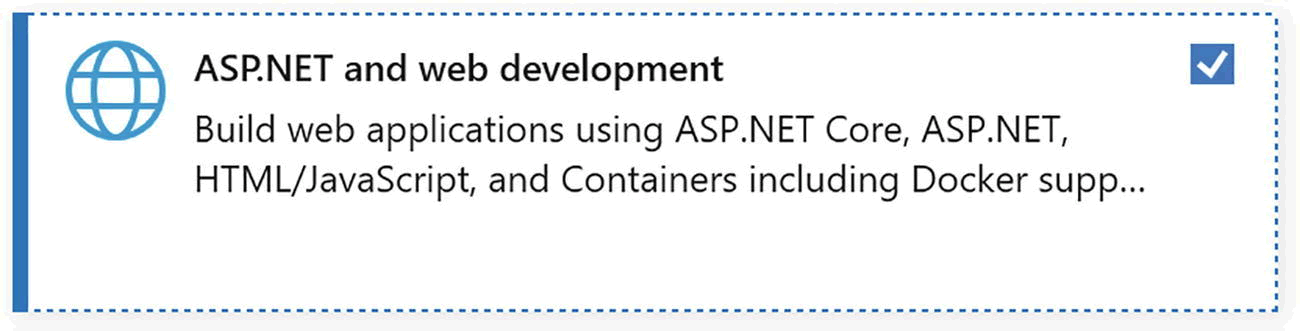 ASP.NET and web development
Build web applications using ASP.NET Core, ASP.NET,
HTML/JavaScript, and Containers including Docker supp...